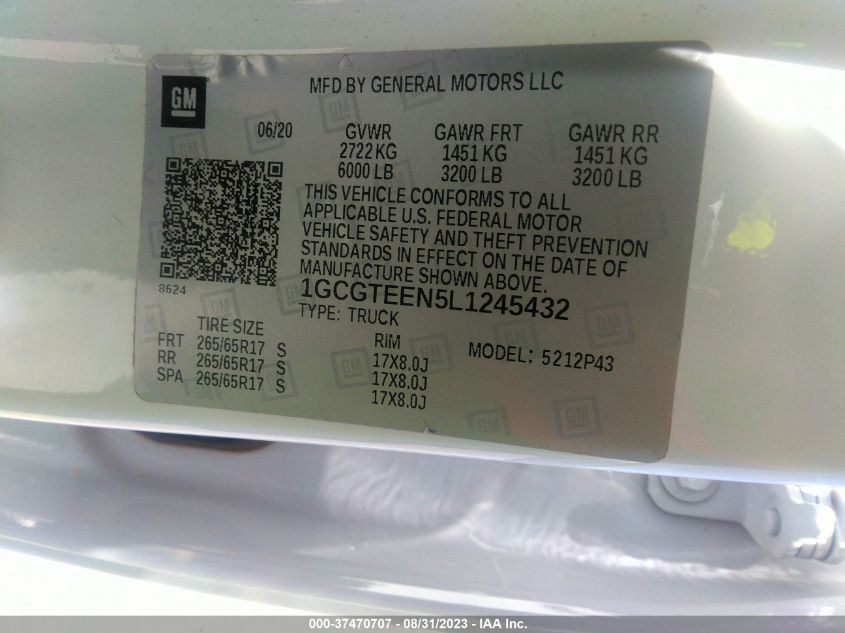 GM
MFD BY GENERAL MOTORS LLC
06/20 GVWR GAWR FRT GAWR RR
2722 KG 1451 KG 1451 KG
6000 LB 3200 LB 3200 LB
THIS VEHICLE CONFORMS TO ALL
APPLICABLE U.S. FEDERAL MOTOR
VEHICLE SAFETY AND THEFT PREVENTION
STANDARDS IN EFFECT ON THE DATE OF
MANUFACTURE SHOWN ABOVE.
8624
1GCGTEEN5L1245432
TYPE: TRUCK
TIRE SIZE RIM MODEL: 5212P43
FRT 265/65R17 S 17X8.0J
RR 265/65R17 S 17X8.0J
SPA 265/65R17 S 17X8.0J
000-37470707 - 08/31/2023 - IAA Inc.